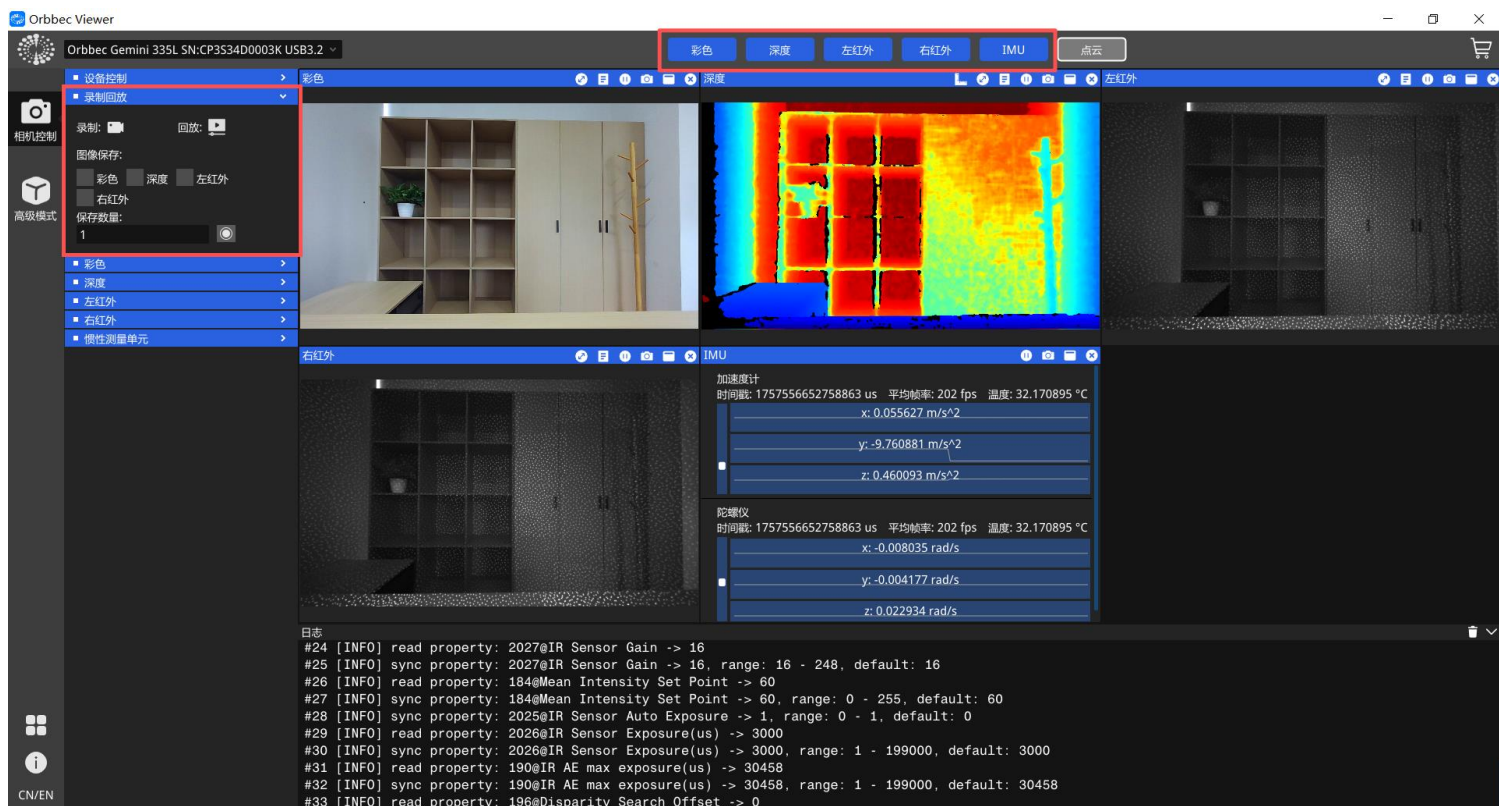 Orbbec Viewer
Orbbec Gemini 335L SN:CP3S34D0003K USB3.2
彩色 深度 左红外 右红外 IMU 点云
相机控制
高级模式
CN/EN
设备控制
录制回放
录制: 回放:
图像保存:
彩色 深度 左红外
右红外
保存数量:
1
彩色
深度
左红外
右红外
惯性测量单元
彩色
深度
左红外
右红外
IMU
加速度计
时间戳: 1757556652758863 us 平均帧率: 202 fps 温度: 32.170895 °C
x: 0.055627 m/s^2
y: -9.760881 m/s^2
z: 0.460093 m/s^2
陀螺仪
时间戳: 1757556652758863 us 平均帧率: 202 fps 温度: 32.170895 °C
x: -0.008035 rad/s
y: -0.004177 rad/s
z: 0.022934 rad/s
日志
#24 [INFO] read property: 2027@IR Sensor Gain -> 16
#25 [INFO] sync property: 2027@IR Sensor Gain -> 16, range: 16 - 248, default: 16
#26 [INFO] read property: 184@Mean Intensity Set Point -> 60
#27 [INFO] sync property: 184@Mean Intensity Set Point -> 60, range: 0 - 255, default: 60
#28 [INFO] sync property: 2025@IR Sensor Auto Exposure -> 1, range: 0 - 1, default: 0
#29 [INFO] read property: 2026@IR Sensor Exposure(us) -> 3000
#30 [INFO] sync property: 2026@IR Sensor Exposure(us) -> 3000, range: 1 - 199000, default: 3000
#31 [INFO] read property: 190@IR AE max exposure(us) -> 30458
#32 [INFO] sync property: 190@IR AE max exposure(us) -> 30458, range: 1 - 199000, default: 30458
#33 [INFO] read property: 196@Disparity Search Offset -> 0